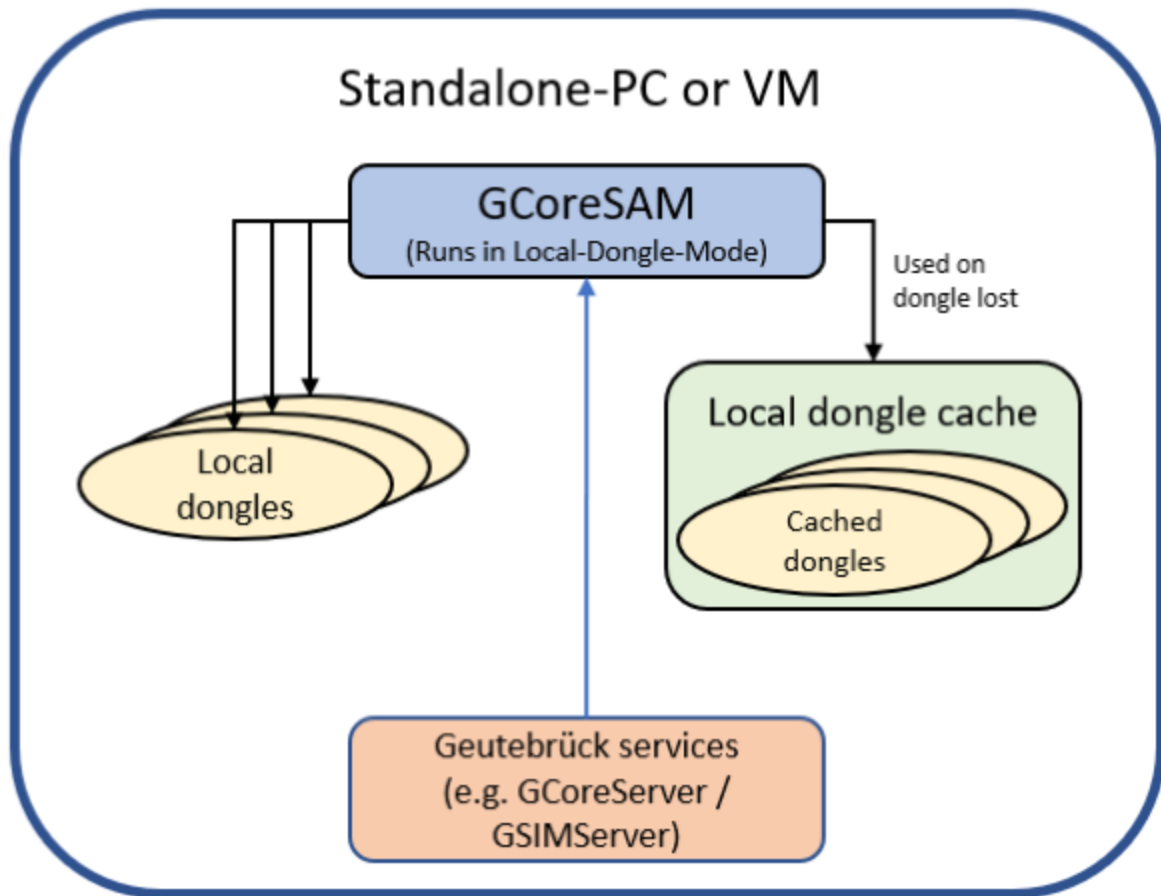 Standalone-PC or VM
GCoreSAM
(Runs in Local-Dongle-Mode)
Used on
dongle lost
Local
dongles
Local dongle cache
Cached
dongles
Geutebrück services
(e.g. GCoreServer /
GSIMServer)